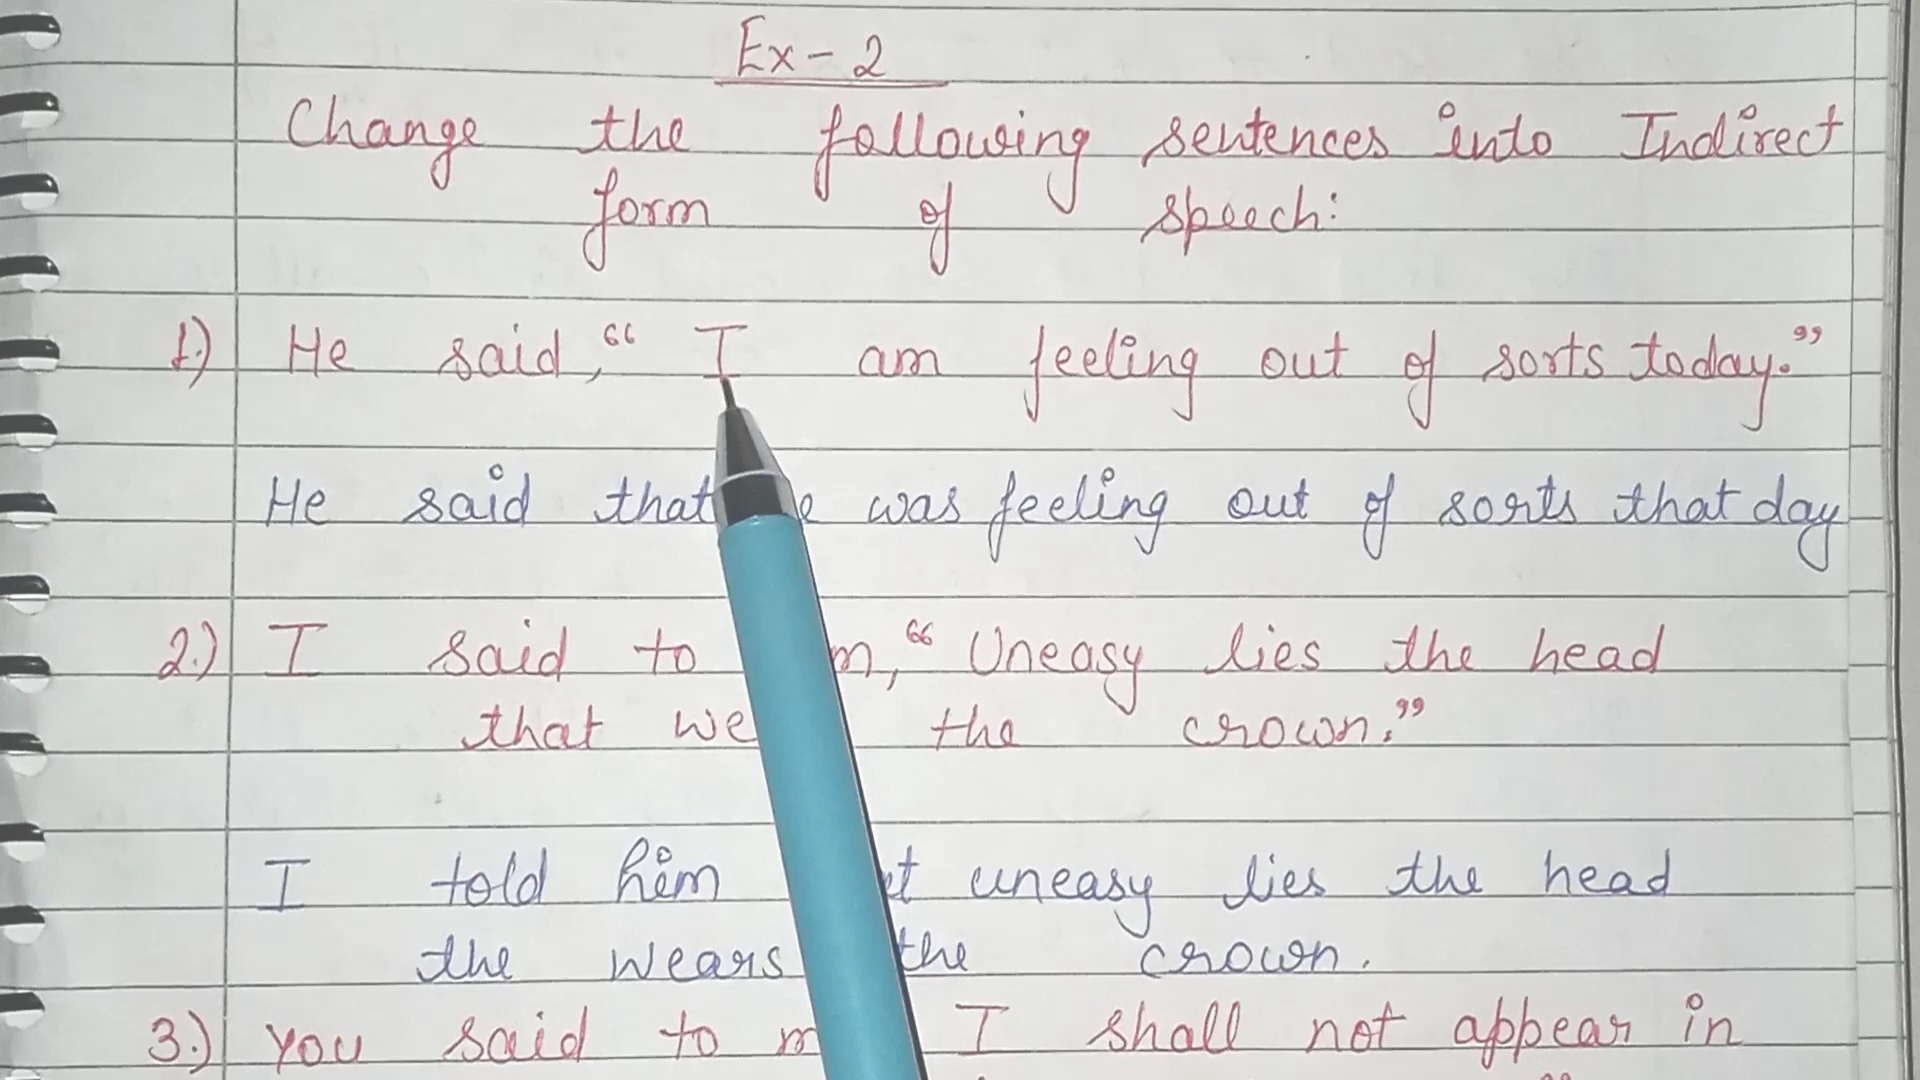 Ex - 2
Change the following sentences into Indirect
form of speech:
1.) He said, " I am feeling out of sorts today."
He said that was feeling out of sorts that day
2.) I said to " Uneasy lies the head
that the crown."
I told him uneasy lies the head
the wears the crown.
3.) You said to I shall not appear in